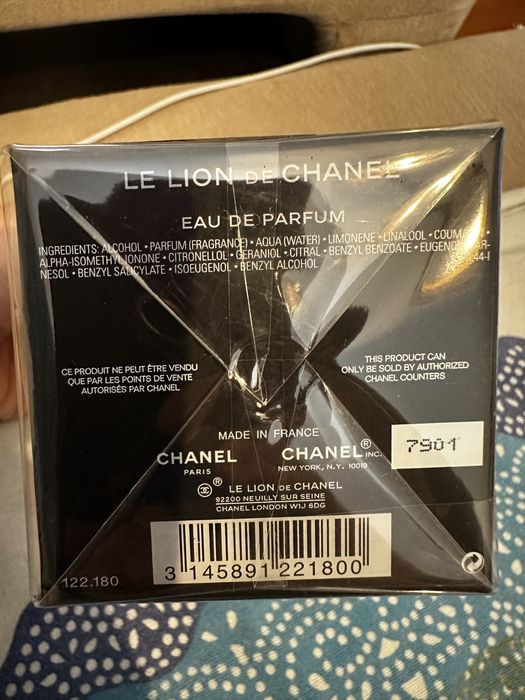 LE LION DE CHANEL
EAU DE PARFUM
INGREDIENTS: ALCOHOL • PARFUM (FRAGRANCE) • AQUA (WATER) • LIMONENE • LINALOOL •
ALPHA-ISOMETHYL IONONE • CITRONELLOL • GERANIOL • CITRAL • BENZYL BENZOATE •
NESOL • BENZYL SALICYLATE • ISOEUGENOL • BENZYL ALCOHOL
CE PRODUIT NE PEUT ÊTRE VENDU
QUE PAR LES POINTS DE VENTE
AUTORISÉS PAR CHANEL
THIS PRODUCT CAN
ONLY BE SOLD BY AUTHORIZED
CHANEL COUNTERS
MADE IN FRANCE
CHANEL
PARIS
CHANEL® INC.
NEW YORK, N.Y. 10019
7901
® LE LION DE CHANEL
92200 NEUILLY SUR SEINE
CHANEL LONDON W1J 6DG
3 145891 221800
122.180